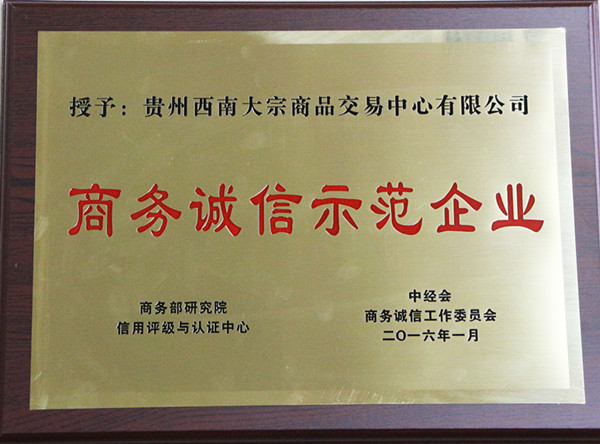 授予：贵州西南大宗商品交易中心有限公司
商务诚信示范企业
商务部研究院
信用评级与认证中心
中经会
商务诚信工作委员会
二〇一六年一月